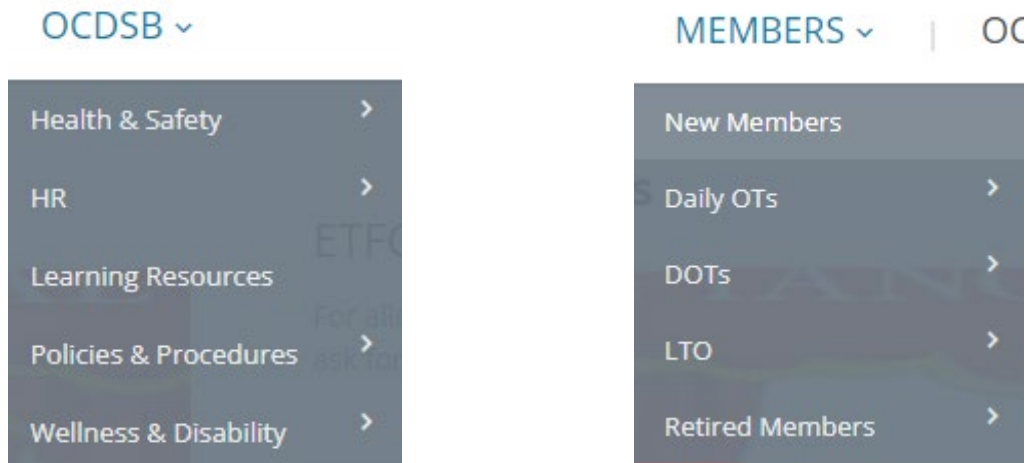 OCDSB
Health & Safety
HR
Learning Resources
Policies & Procedures
Wellness & Disability
MEMBERS | OC
New Members
Daily OTs
DOTs
LTO
Retired Members